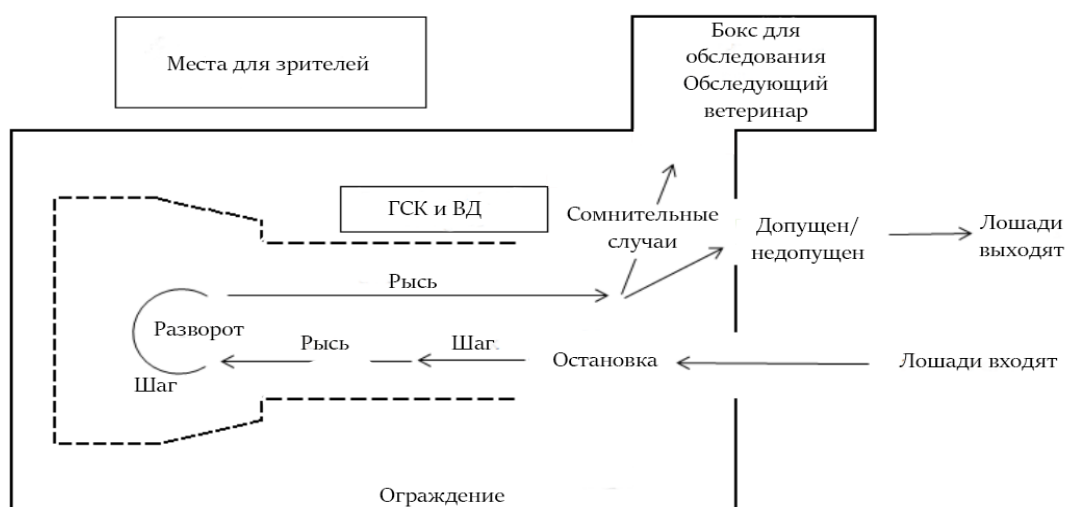 Места для зрителей
Бокс для
обследования
Обследующий
ветеринар
ГСК и ВД
Сомнительные
случаи
Допущен/
недопущен
Лошади
выходят
Рысь
Разворот
Рысь
Шаг.
Остановка
Лошади входят
Шаг
Ограждение